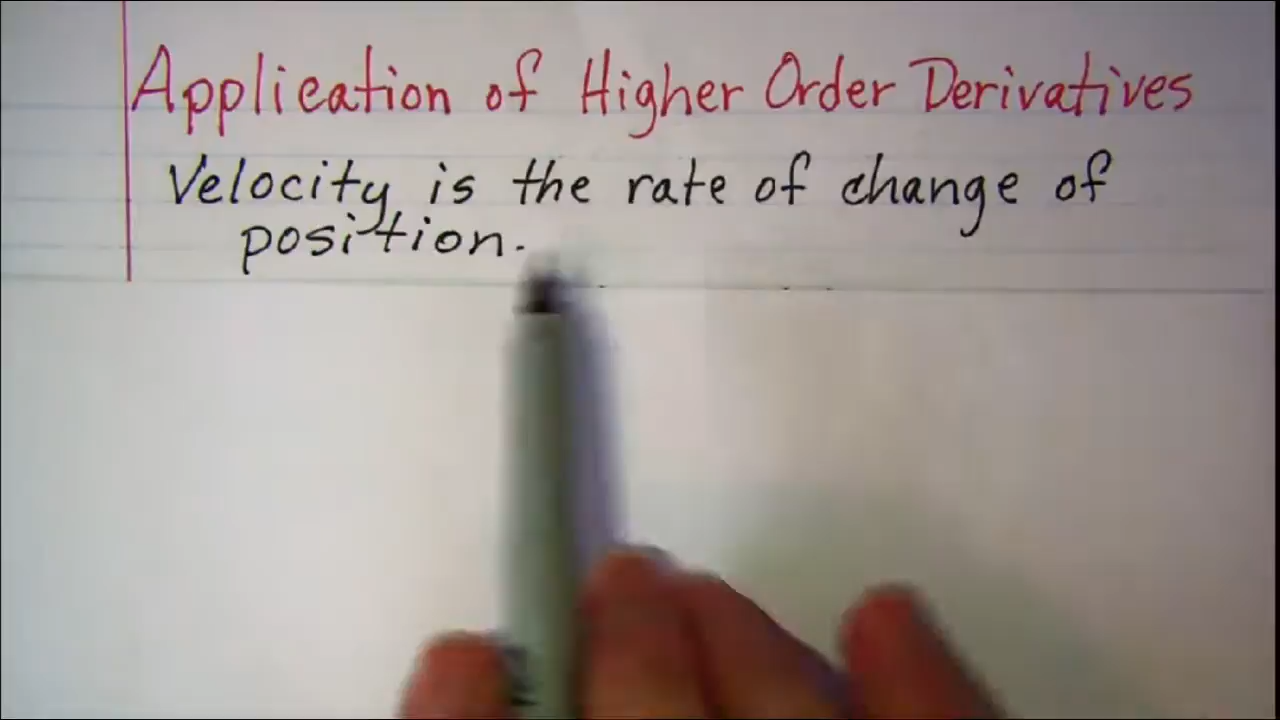 Application of Higher Order Derivatives
Velocity is the rate of change of
position.